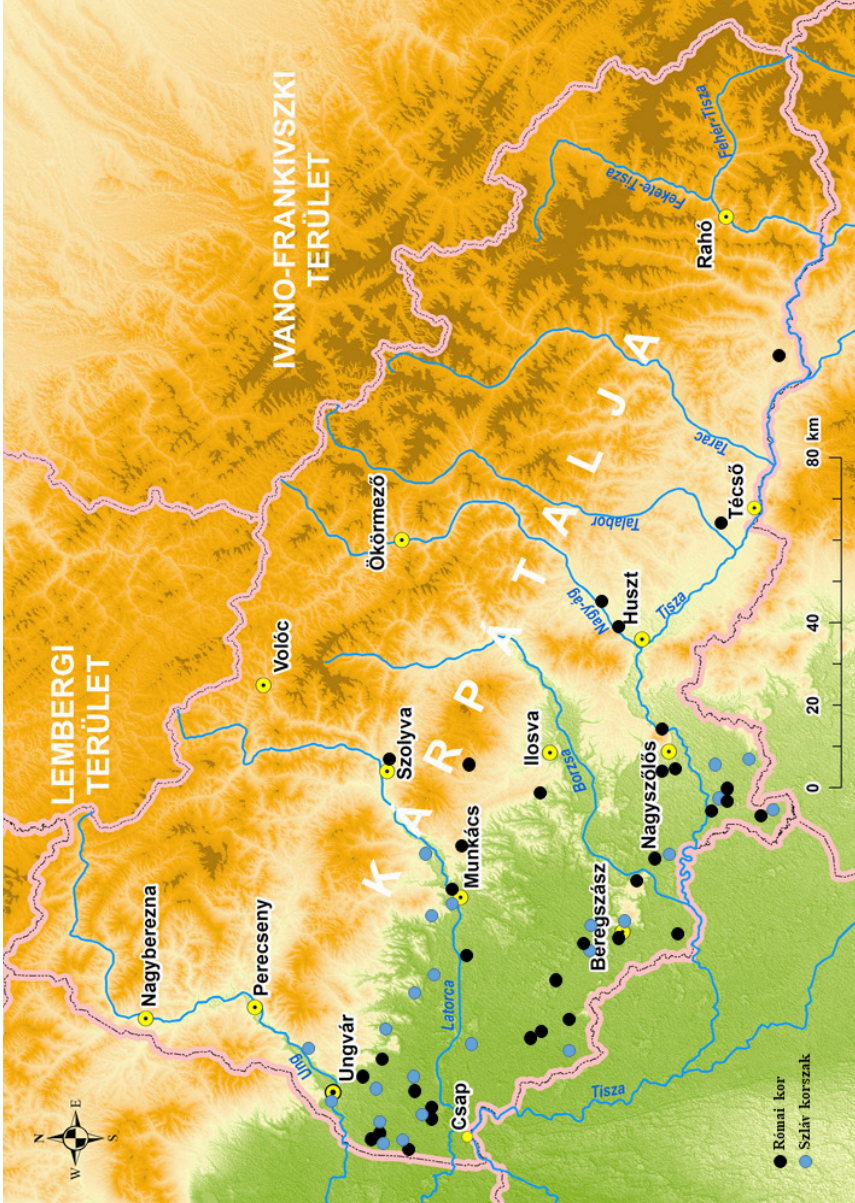 LEMBERGI
TERÜLET
IVANO-FRANKIVSZKI
TERÜLET
KÁRPÁTALJA
N
W
E
S
Nagyberezna
Perecseny
Ung
Ungvár
Csap
Latorca
Munkács
Szolyva
Volóc
Ökörmező
Ilosva
Borzsa
Beregszász
Nagyszőlős
Nagy-ág
Huszt
Tisza
Talabor
Técső
Tarac
Rahó
Fekete-Tisza
Fehér-Tisza
Tisza
0
20
40
80 km
Római kor
Szláv korszak